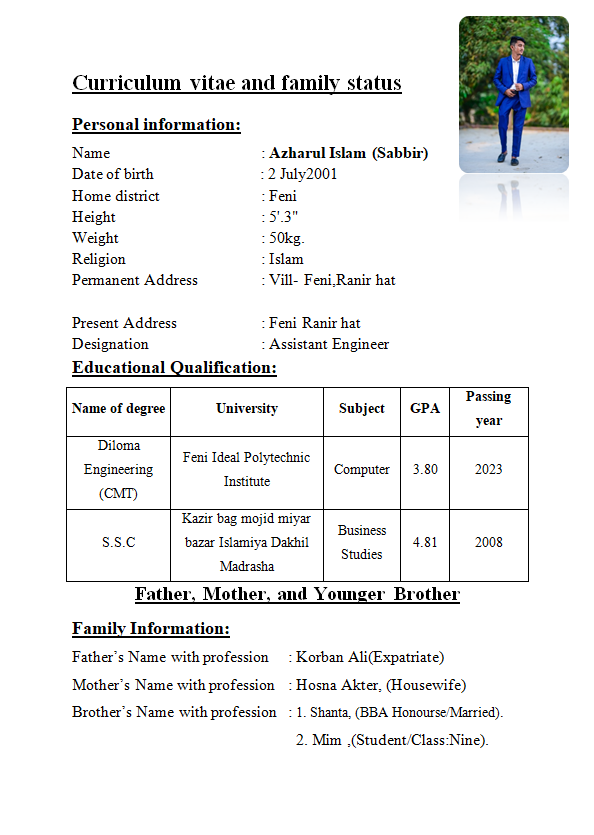 Curriculum vitae and family status
Personal information:
Name : Azharul Islam (Sabbir)
Date of birth : 2 July2001
Home district : Feni
Height : 5'.3"
Weight : 50kg.
Religion : Islam
Permanent Address : Vill- Feni,Ranir hat
Present Address : Feni Ranir hat
Designation : Assistant Engineer
Educational Qualification:
Name of degree University Subject GPA Passing
year
Diloma
Engineering
(CMT) Feni Ideal Polytechnic
Institute Computer 3.80 2023
S.S.C Kazir bag mojid miyar
bazar Islamiya Dakhil
Madrasha Business
Studies 4.81 2008
Father, Mother, and Younger Brother
Family Information:
Father’s Name with profession : Korban Ali(Expatriate)
Mother’s Name with profession : Hosna Akter, (Housewife)
Brother’s Name with profession : 1. Shanta, (BBA Honourse/Married).
2. Mim ,(Student/Class:Nine).